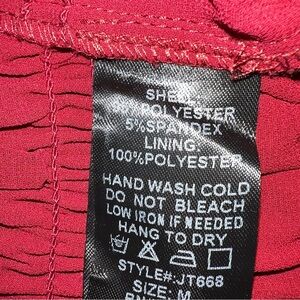 SHELL
POLYESTER
5%SPANDEX
LINING:
100%POLYESTER
HAND WASH COLD
DO NOT BLEACH
LOW IRON IF NEEDED
HANG TO DRY
STYLE#:JT668
SIZE: M